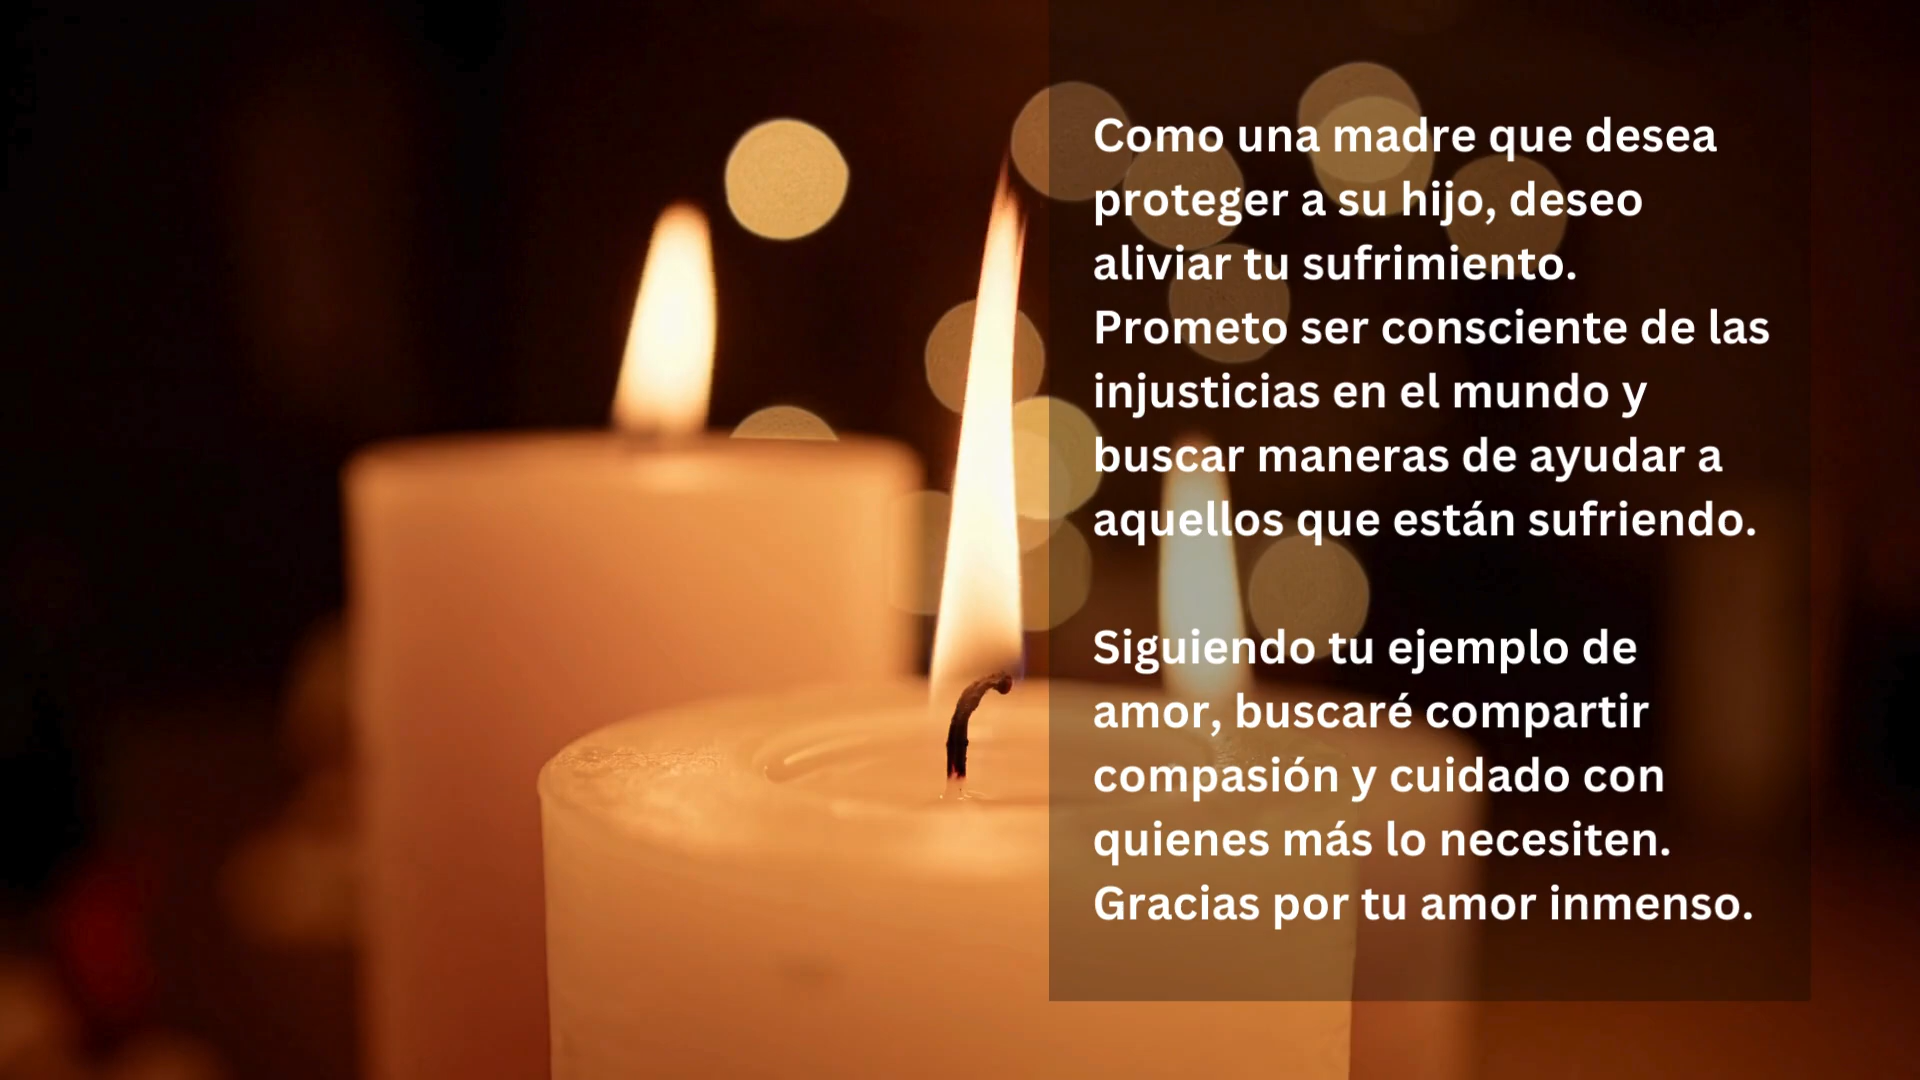 Como una madre que desea
proteger a su hijo, deseo
aliviar tu sufrimiento.
Prometo ser consciente de las
injusticias en el mundo y
buscar maneras de ayudar a
aquellos que están sufriendo.
Siguiendo tu ejemplo de
amor, buscaré compartir
compasión y cuidado con
quienes más lo necesiten.
Gracias por tu amor inmenso.